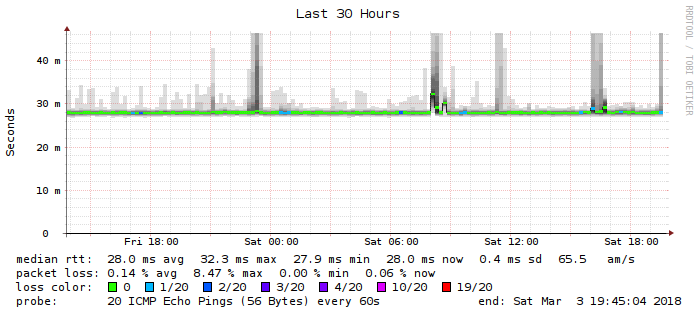 Last 30 Hours
RRDTOOL / TOBI OETIKER
Seconds
40 m
30 m
20 m
10 m
0
Fri 18:00 Sat 00:00 Sat 06:00 Sat 12:00 Sat 18:00
median rtt: 28.0 ms avg 32.3 ms max 27.9 ms min 28.0 ms now 0.4 ms sd 65.5 am/s
packet loss: 0.14 % avg 8.47 % max 0.00 % min 0.06 % now
loss color: 0 1/20 2/20 3/20 4/20 10/20 19/20
probe: 20 ICMP Echo Pings (56 Bytes) every 60s end: Sat Mar 3 19:45:04 2018